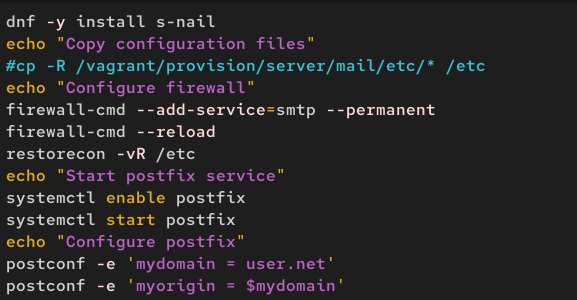 dnf -y install s-nail
echo "Copy configuration files"
#cp -R /vagrant/provision/server/mail/etc/* /etc
echo "Configure firewall"
firewall-cmd --add-service=smtp --permanent
firewall-cmd --reload
restorecon -vR /etc
echo "Start postfix service"
systemctl enable postfix
systemctl start postfix
echo "Configure postfix"
postconf -e 'mydomain = user.net'
postconf -e 'myorigin = $mydomain'